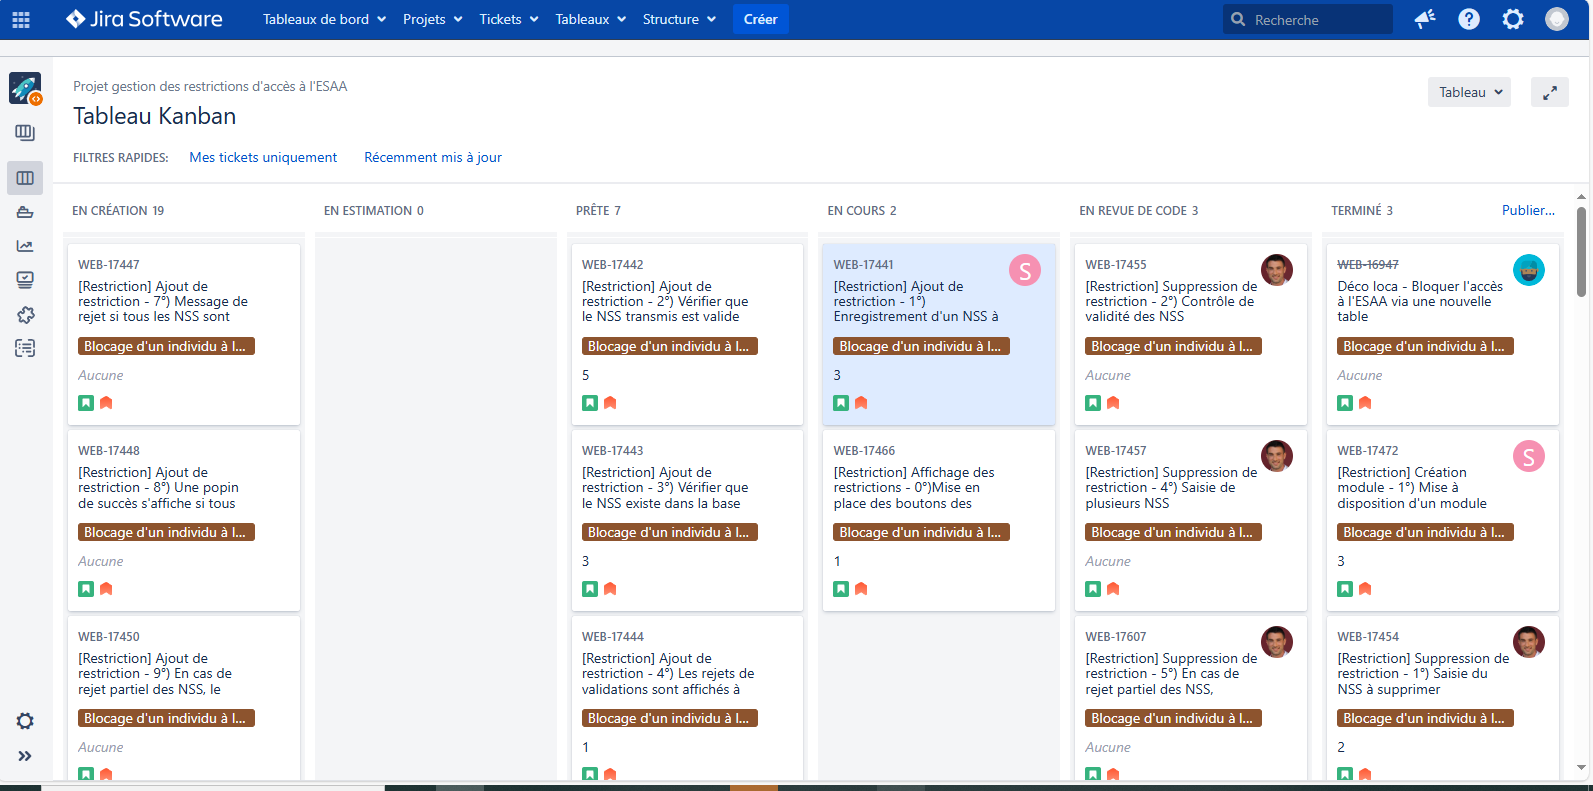 Jira Software
Tableaux de bord
Projets
Tickets
Tableaux
Structure
Créer
Recherche
Projet gestion des restrictions d'accès à l'ESAA
Tableau Kanban
Tableau
FILTRES RAPIDES:
Mes tickets uniquement
Récemment mis à jour
EN CRÉATION 19
EN ESTIMATION 0
PRÊTE 7
EN COURS 2
EN REVUE DE CODE 3
TERMINÉ 3
Publier...
WEB-17447
[Restriction] Ajout de
restriction - 7°) Message de
rejet si tous les NSS sont
Blocage d'un individu à l...
Aucune
WEB-17448
[Restriction] Ajout de
restriction - 8°) Une popin
de succès s'affiche si tous
Blocage d'un individu à l...
Aucune
WEB-17450
[Restriction] Ajout de
restriction - 9°) En cas de
rejet partiel des NSS, le
Blocage d'un individu à l...
Aucune
WEB-17442
[Restriction] Ajout de
restriction - 2°) Vérifier que
le NSS transmis est valide
Blocage d'un individu à l...
5
WEB-17443
[Restriction] Ajout de
restriction - 3°) Vérifier que
le NSS existe dans la base
Blocage d'un individu à l...
3
WEB-17444
[Restriction] Ajout de
restriction - 4°) Les rejets de
validations sont affichés à
Blocage d'un individu à l...
1
WEB-17441
S
[Restriction] Ajout de
restriction - 1°)
Enregistrement d'un NSS à
Blocage d'un individu à l...
3
WEB-17466
[Restriction] Affichage des
restrictions - 0°)Mise en
place des boutons des
Blocage d'un individu à l...
1
WEB-17455
[Restriction] Suppression de
restriction - 2°) Contrôle de
validité des NSS
Blocage d'un individu à l...
Aucune
WEB-17457
[Restriction] Suppression de
restriction - 4°) Saisie de
plusieurs NSS
Blocage d'un individu à l...
Aucune
WEB-17607
[Restriction] Suppression de
restriction - 5°) En cas de
rejet partiel des NSS,
Blocage d'un individu à l...
Aucune
WEB-16947
Déco loca - Bloquer l'accès
à l'ESAA via une nouvelle
table
Blocage d'un individu à l...
Aucune
WEB-17472
S
[Restriction] Création
module - 1°) Mise à
disposition d'un module
Blocage d'un individu à l...
3
WEB-17454
[Restriction] Suppression de
restriction - 1°) Saisie du
NSS à supprimer
Blocage d'un individu à l...
2